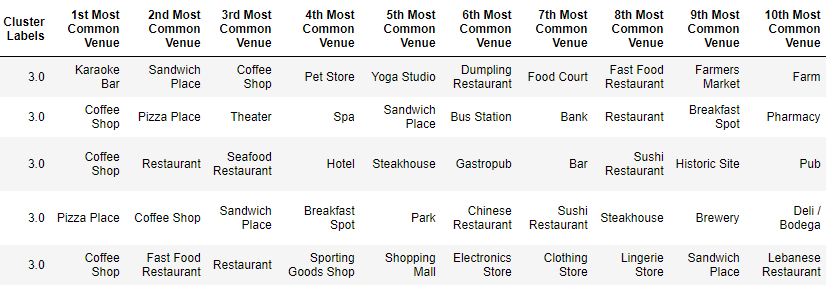 Cluster Labels 1st Most Common Venue 2nd Most Common Venue 3rd Most Common Venue 4th Most Common Venue 5th Most Common Venue 6th Most Common Venue 7th Most Common Venue 8th Most Common Venue 9th Most Common Venue 10th Most Common Venue
3.0 Karaoke Bar Sandwich Place Coffee Shop Pet Store Yoga Studio Dumpling Restaurant Food Court Fast Food Restaurant Farmers Market Farm
3.0 Coffee Shop Pizza Place Theater Spa Sandwich Place Bus Station Bank Restaurant Breakfast Spot Pharmacy
3.0 Coffee Shop Restaurant Seafood Restaurant Hotel Steakhouse Gastropub Bar Sushi Restaurant Historic Site Pub
3.0 Pizza Place Coffee Shop Sandwich Place Breakfast Spot Park Chinese Restaurant Sushi Restaurant Steakhouse Brewery Deli / Bodega
3.0 Coffee Shop Fast Food Restaurant Restaurant Sporting Goods Shop Shopping Mall Electronics Store Clothing Store Lingerie Store Sandwich Place Lebanese Restaurant